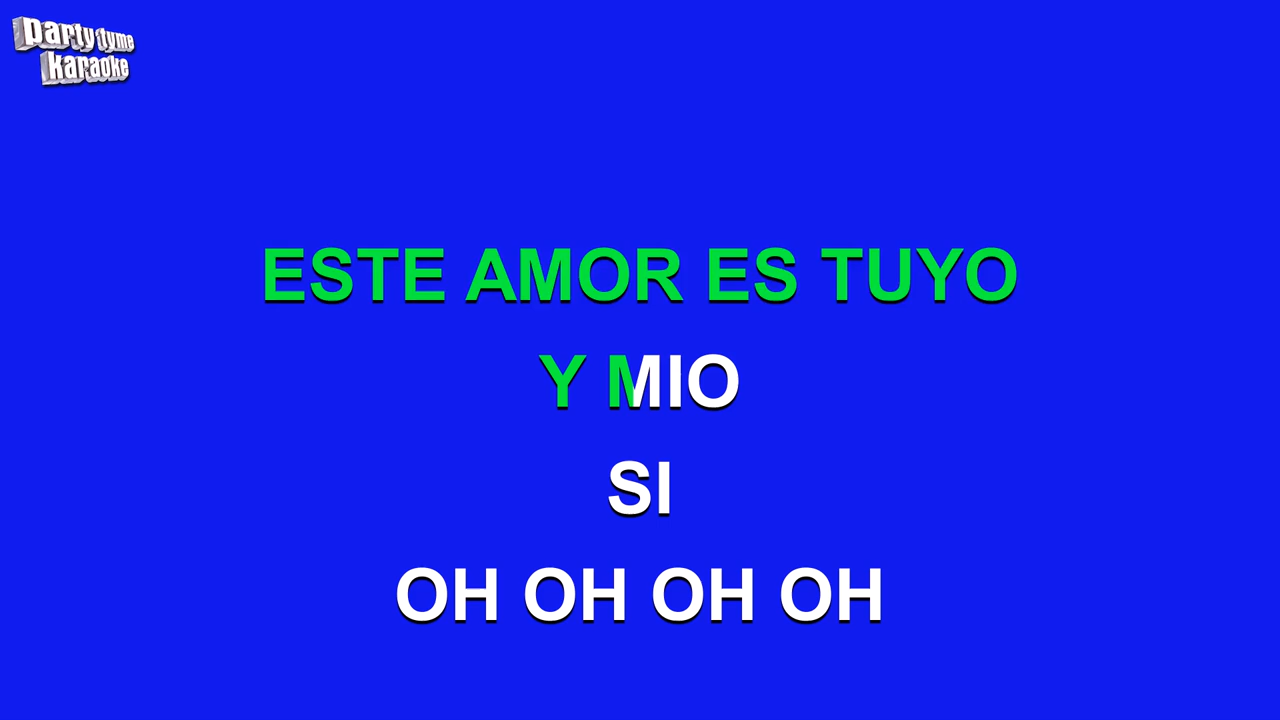 party tyme
karaoke
ESTE AMOR ES TUYO
Y MIO
SI
OH OH OH OH